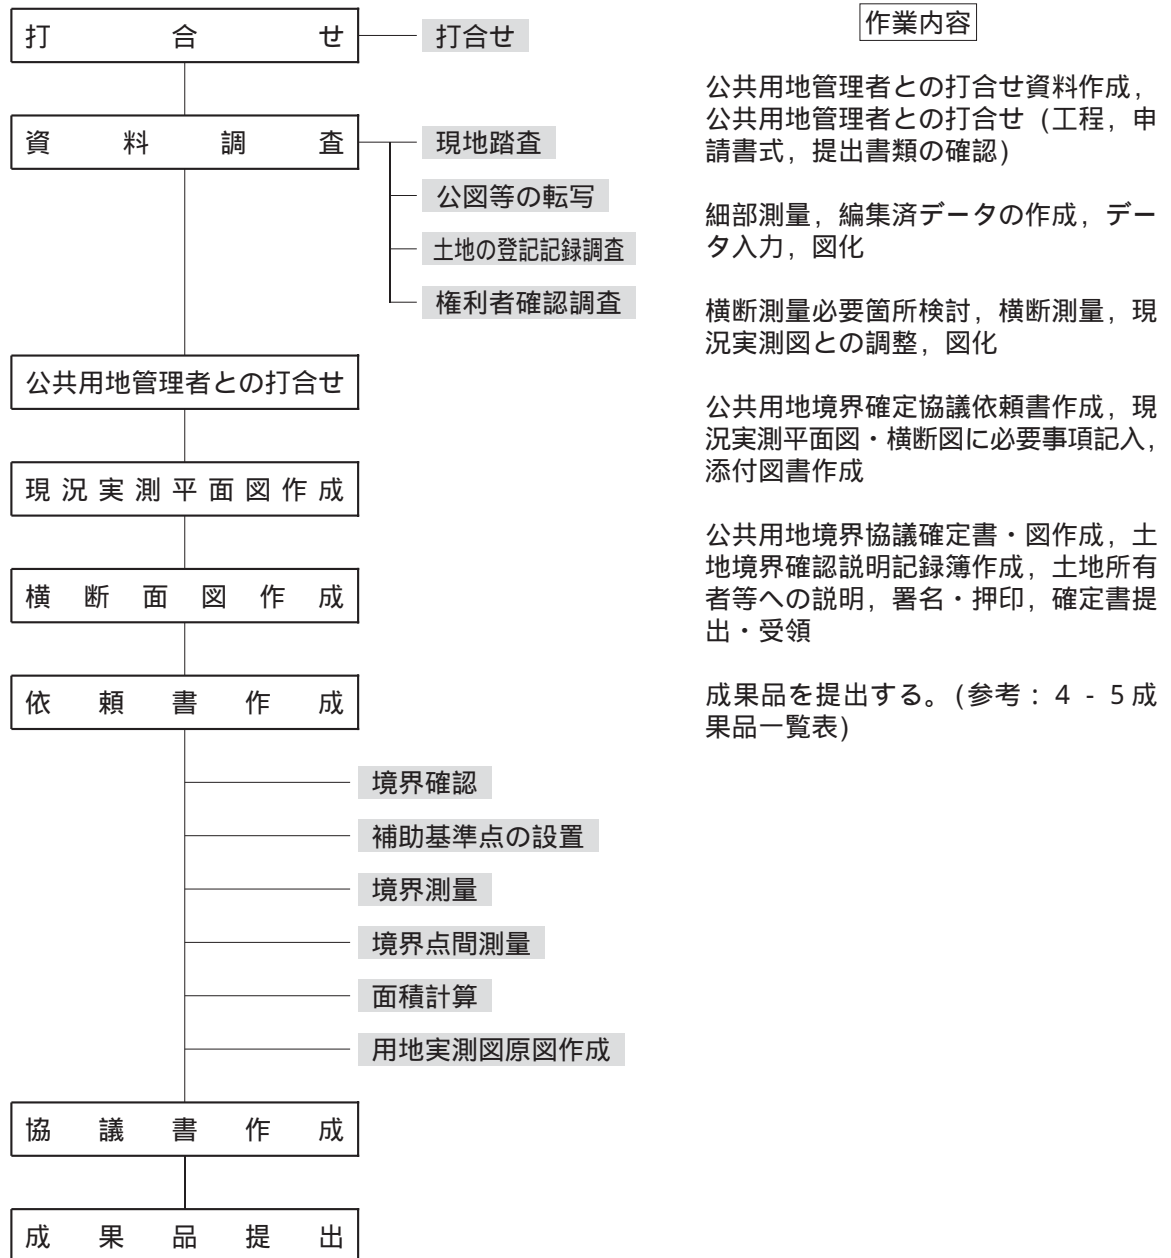 打合せ
打合せ
資料調査
現地踏査
公図等の転写
土地の登記記録調査
権利者確認調査
公共用地管理者との打合せ
現況実測平面図作成
横断面図作成
依頼書作成
境界確認
補助基準点の設置
境界測量
境界点間測量
面積計算
用地実測図原図作成
協議書作成
成果品提出
作業内容
公共用地管理者との打合せ資料作成，
公共用地管理者との打合せ（工程，申
請書式，提出書類の確認）
細部測量，編集済データの作成，デー
タ入力，図化
横断測量必要箇所検討，横断測量，現
況実測図との調整，図化
公共用地境界確定協議依頼書作成，現
況実測平面図・横断図に必要事項記入，
添付図書作成
公共用地境界協議確定書・図作成，土
地境界確認説明記録簿作成，土地所有
者等への説明，署名・押印，確定書提
出・受領
成果品を提出する。（参考：４‐５成
果品一覧表）